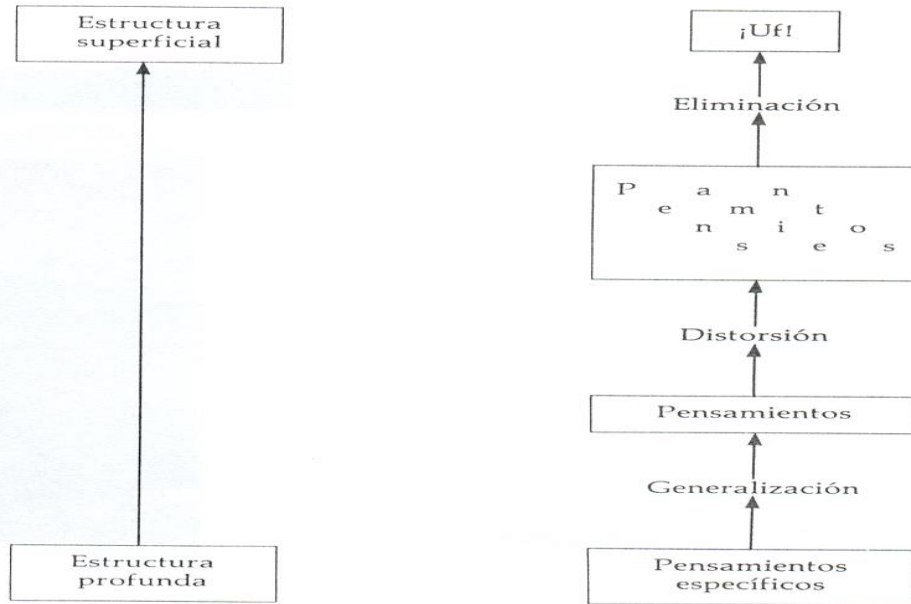 Estructura
superficial
Estructura
profunda
¡Uf!
Eliminación
P a n
e m t
n i o
s e s
Distorsión
Pensamientos
Generalización
Pensamientos
específicos